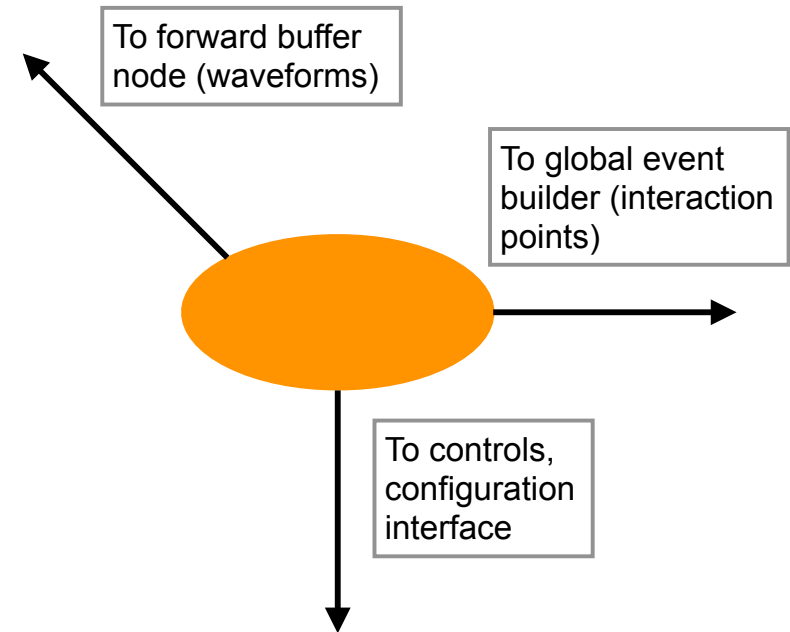 To forward buffer
node (waveforms)
To global event
builder (interaction
points)
To controls,
configuration
interface